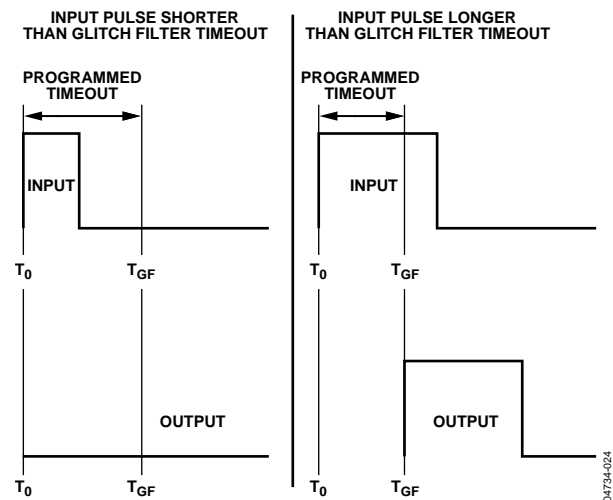 INPUT PULSE SHORTER
THAN GLITCH FILTER TIMEOUT
INPUT PULSE LONGER
THAN GLITCH FILTER TIMEOUT
PROGRAMMED
TIMEOUT
PROGRAMMED
TIMEOUT
INPUT
INPUT
T0
TGF
T0
TGF
OUTPUT
OUTPUT
T0
TGF
T0
TGF
04734-024